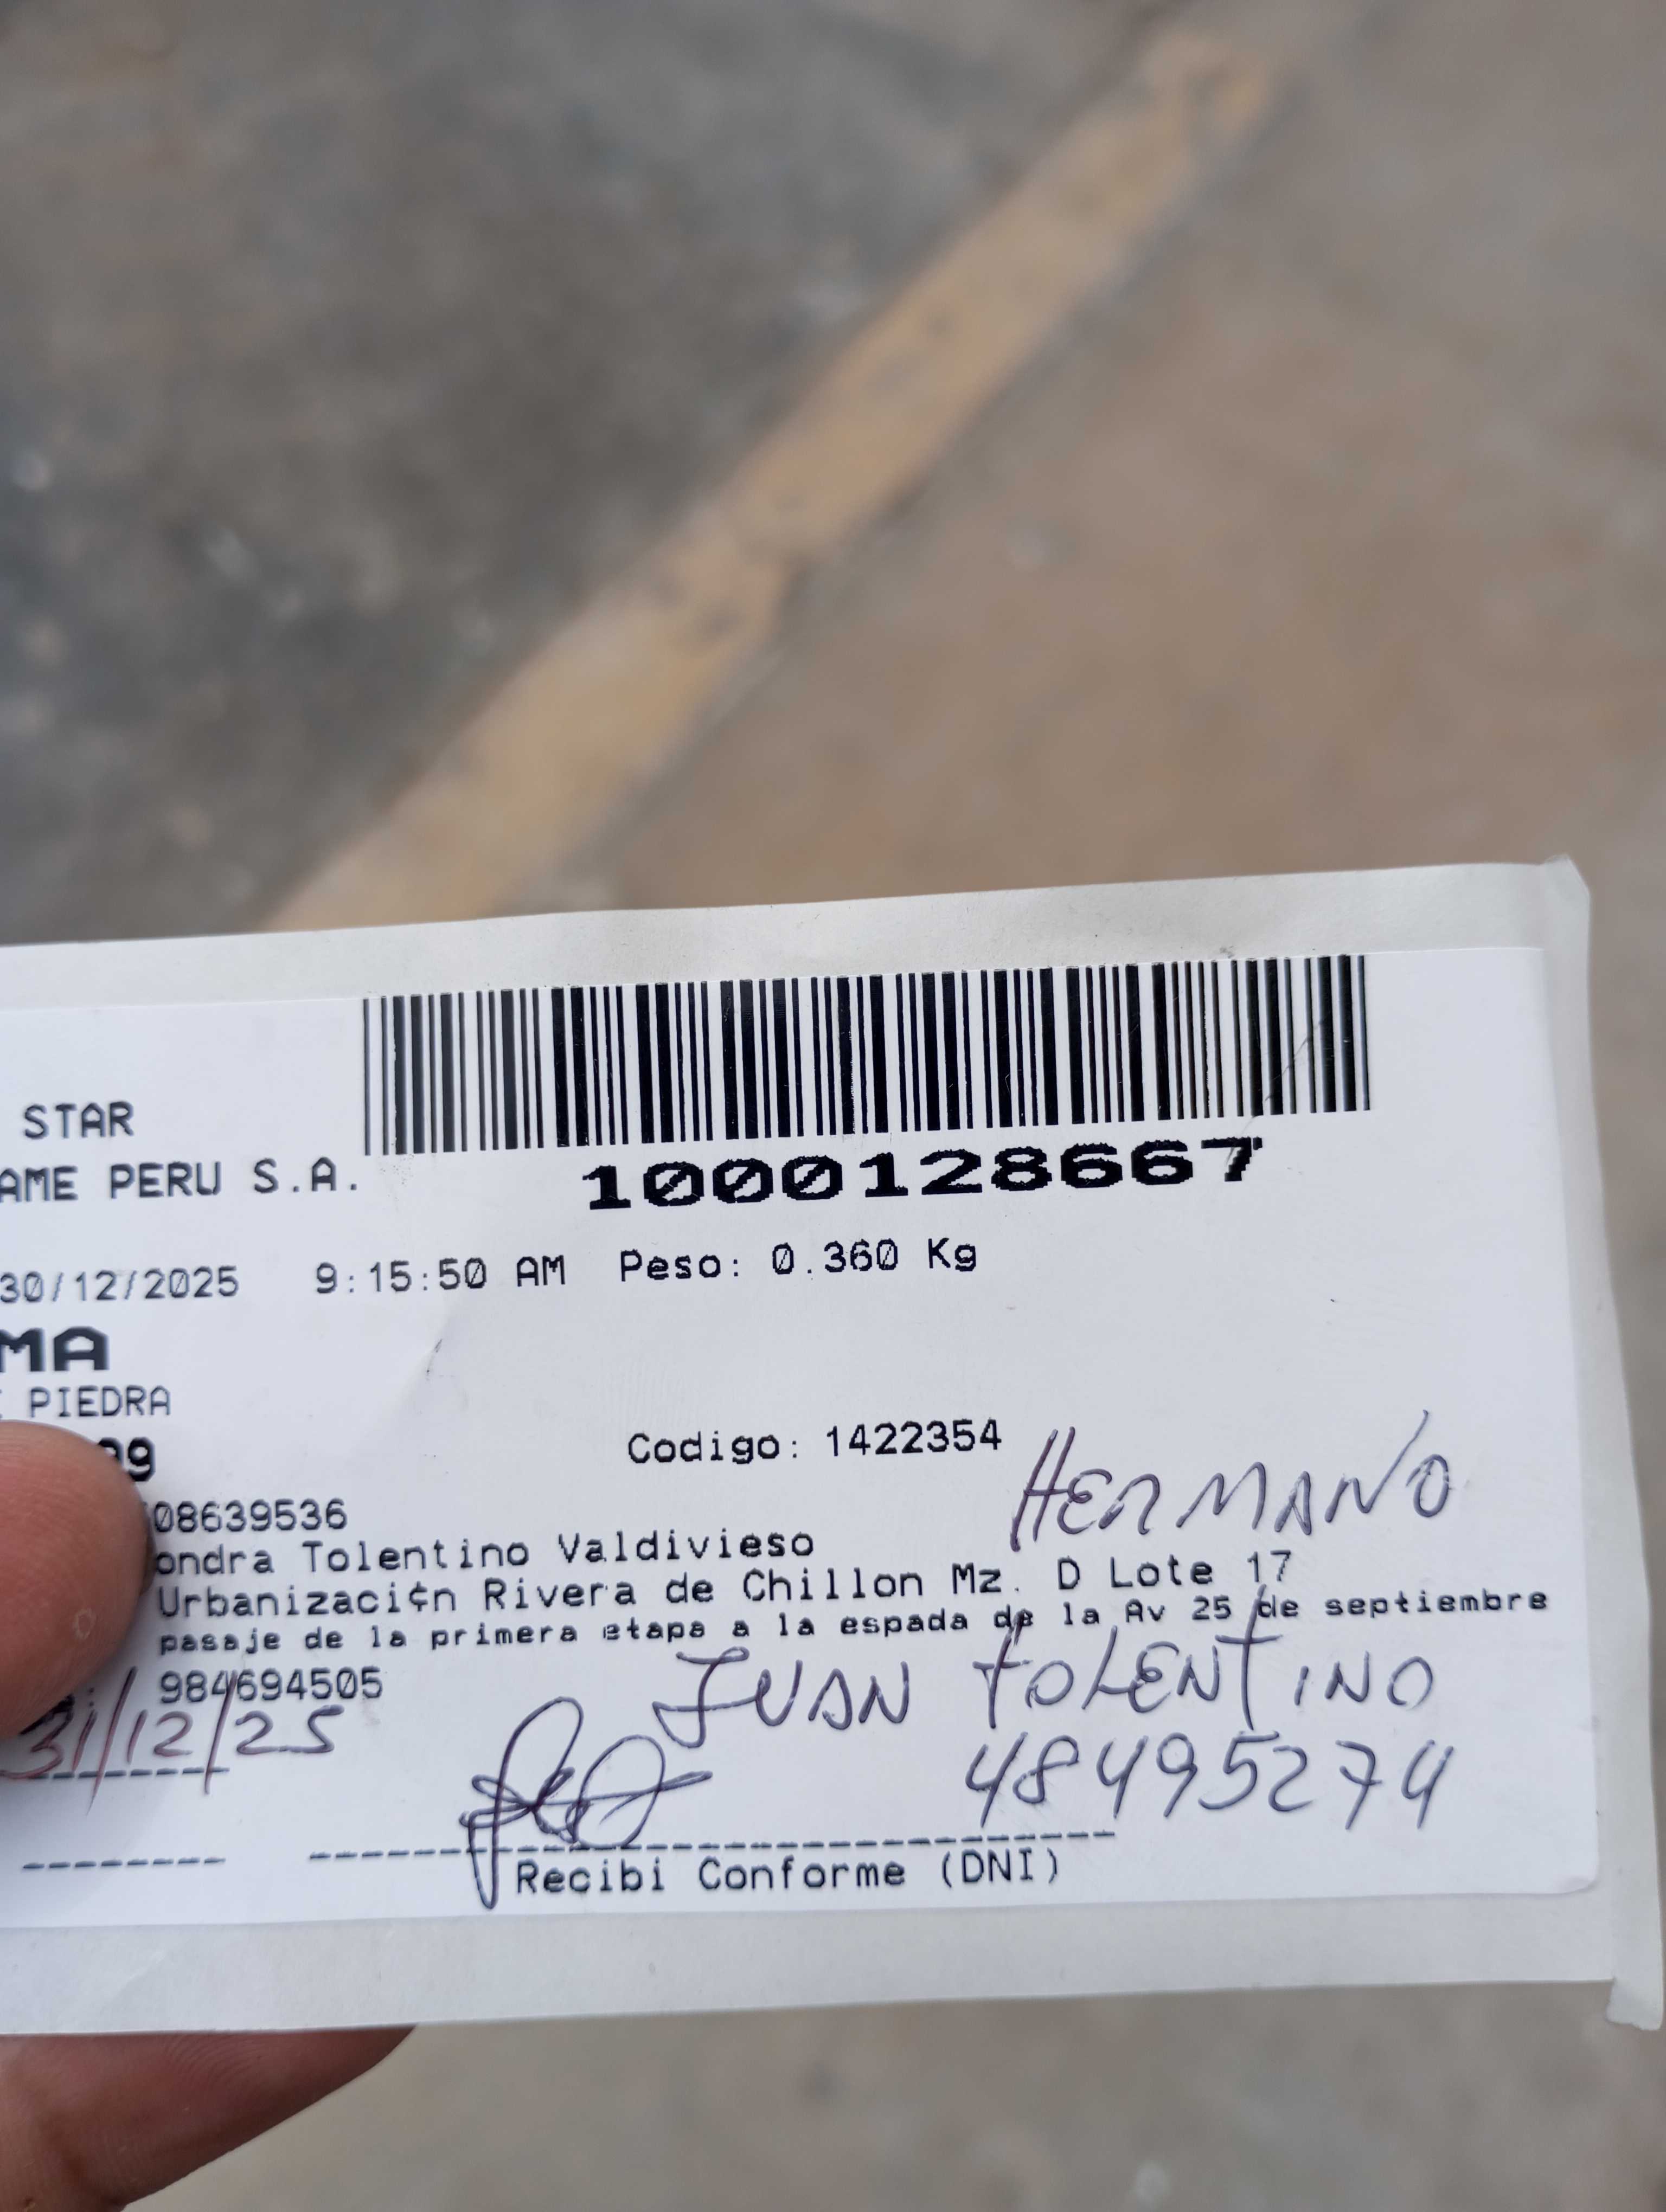 STAR
AME PERU S.A.
1000128667
30/12/2025 9:15:50 AM Peso: 0.360 Kg
MA
PIEDRA
Codigo: 1422354
HERMANO
08639536
ondra Tolentino Valdivieso
Urbanizaci¢n Rivera de Chillon Mz. D Lote 17
pasaje de la primera etapa a la espada de la Av 25 de septiembre
984694505
JUAN TOLENTINO
31/12/25
48495274
Recibi Conforme (DNI)